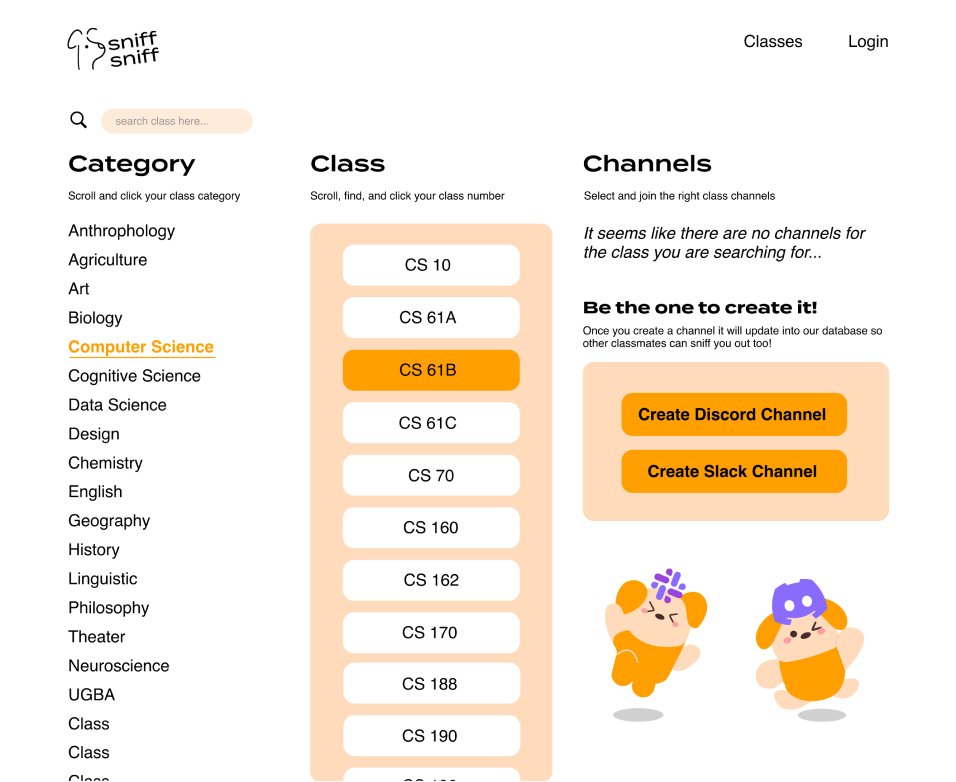 sniff
sniff
Classes
Login
search class here...
Category
Scroll and click your class category
Anthrophology
Agriculture
Art
Biology
Computer Science
Cognitive Science
Data Science
Design
Chemistry
English
Geography
History
Linguistic
Philosophy
Theater
Neuroscience
UGBA
Class
Class
Class
Class
Scroll, find, and click your class number
CS 10
CS 61A
CS 61B
CS 61C
CS 70
CS 160
CS 162
CS 170
CS 188
CS 190
Channels
Select and join the right class channels
It seems like there are no channels for
the class you are searching for...
Be the one to create it!
Once you create a channel it will update into our database so
other classmates can sniff you out too!
Create Discord Channel
Create Slack Channel